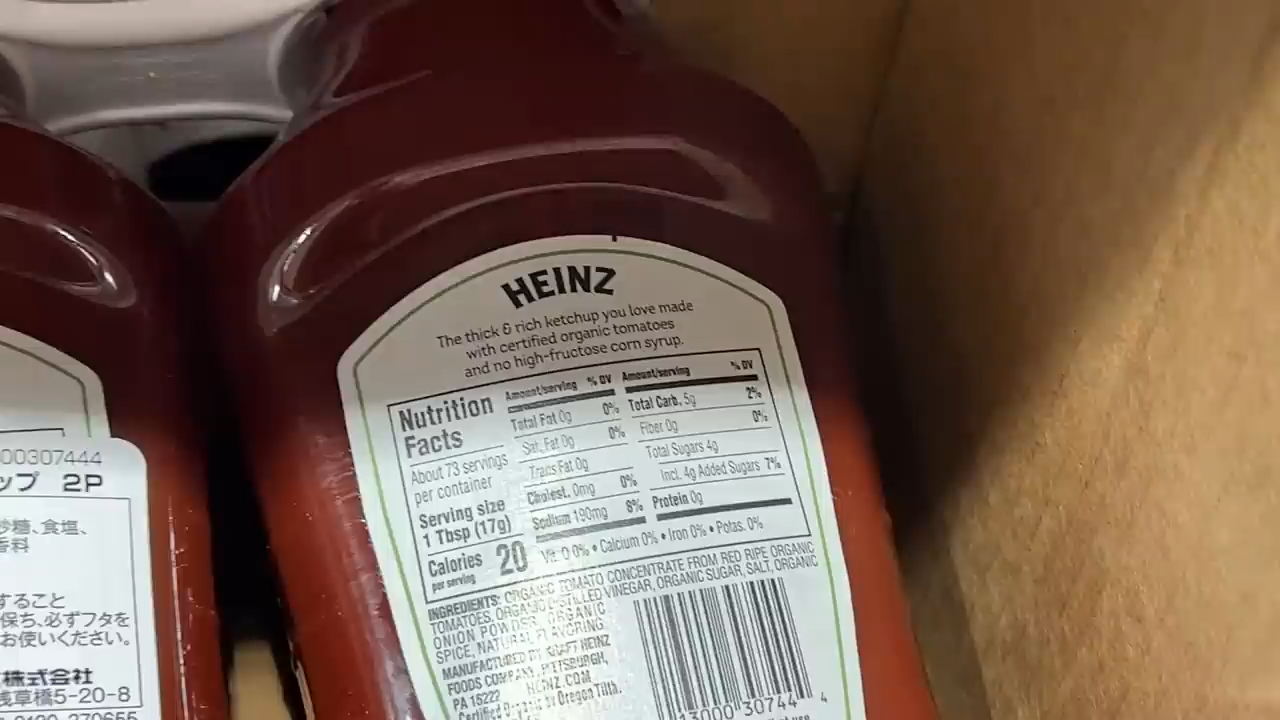 HEINZ
The thick & rich ketchup you love made
with certified organic tomatoes
and no high-fructose corn syrup.
Nutrition
Facts
About 73 servings
per container
Serving size
1 Tbsp (17g)
Calories 20
per serving
Amount/serving % DV
Total Fat 0g 0%
Sat. Fat 0g 0%
Trans Fat 0g
Cholest. 0mg 0%
Sodium 190mg 8%
Amount/serving % DV
Total Carb. 5g 2%
Fiber 0g 0%
Total Sugars 4g
Incl. 4g Added Sugars 7%
Protein 0g
Vit. D 0% • Calcium 0% • Iron 0% • Potas. 0%
INGREDIENTS: ORGANIC TOMATO CONCENTRATE FROM RED RIPE ORGANIC
TOMATOES, ORGANIC DISTILLED VINEGAR, ORGANIC SUGAR, SALT, ORGANIC
ONION POWDER, ORGANIC
SPICE, NATURAL FLAVORING.
MANUFACTURED BY KRAFT HEINZ
FOODS COMPANY, PITTSBURGH,
PA 15222 HEINZ.COM
Certified Organic by Oregon Tilth.
13000 30744 4
00307444
ップ 2P
砂糖、食塩、
香料
すること
保ち、必ずフタを
お使いください。
株式会社
浅草橋5-20-8